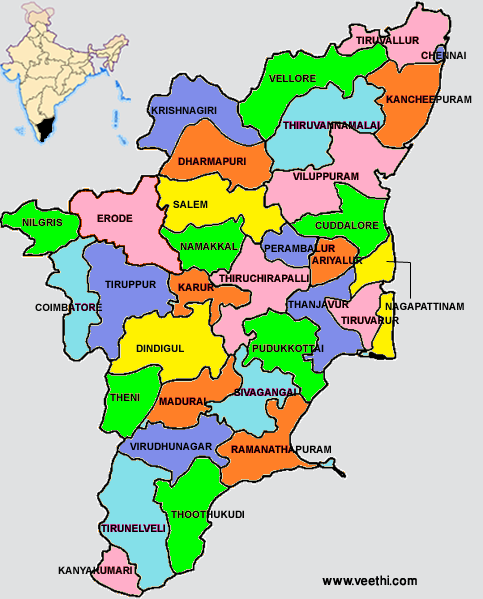 TIRUVALLUR
CHENNAI
VELLORE
KANCHEEPURAM
KRISHNAGIRI
THIRUVANNAMALAI
DHARMAPURI
VILUPPURAM
SALEM
ERODE
NILGRIS
CUDDALORE
NAMAKKAL
PERAMBALUR
ARIYALUR
THIRUCHIRAPALLI
TIRUPPUR
KARUR
COIMBATORE
THANJAVUR
NAGAPATTINAM
TIRUVARUR
DINDIGUL
PUDUKKOTTAI
SIVAGANGAI
THENI
MADURAI
VIRUDHUNAGAR
RAMANATHAPURAM
THOOTHUKUDI
TIRUNELVELI
KANYAKUMARI
www.veethi.com